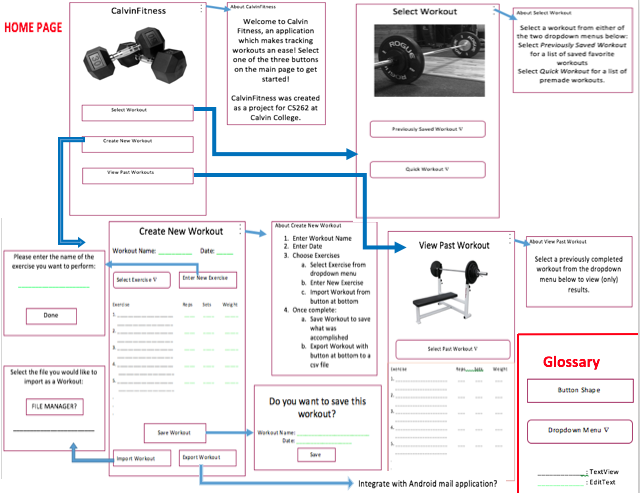 HOME PAGE
CalvinFitness
Select Workout
Create New Workout
View Past Workouts
About CalvinFitness
Welcome to Calvin
Fitness, an application
which makes tracking
workouts an ease! Select
one of the three buttons
on the main page to get
started!
CalvinFitness was created
as a project for CS262 at
Calvin College.
Select Workout
ROGUE
Previously Saved Workout ∇
Quick Workout ∇
About Select Workout
Select a workout from either of
the two dropdown menus below:
Select Previously Saved Workout
for a list of saved favorite
workouts
Select Quick Workout for a list of
premade workouts.
Please enter the name of the
exercise you want to perform:
Done
Select the file you would like to
import as a Workout:
FILE MANAGER?
Create New Workout
Workout Name: Date:
Select Exercise ∇ Enter New Exercise
Exercise Reps Sets Weight
1.
2.
3.
4.
5.
Save Workout
Import Workout Export Workout
About Create New Workout
1. Enter Workout Name
2. Enter Date
3. Choose Exercises
a. Select Exercise from
dropdown menu
b. Enter New Exercise
c. Import Workout from
button at bottom
4. Once complete:
a. Save Workout to save
what was
accomplished
b. Export Workout with
button at bottom to a
csv file
Do you want to save this
workout?
Workout Name:
Date:
Save
Integrate with Android mail application?
View Past Workout
Select Past Workout ∇
Exercise Reps Sets Weight
1.
2.
3.
4.
5.
About View Past Workout
Select a previously completed
workout from the dropdown
menu below to view (only)
results.
Glossary
Button Shape
Dropdown Menu ∇
: TextView
: EditText